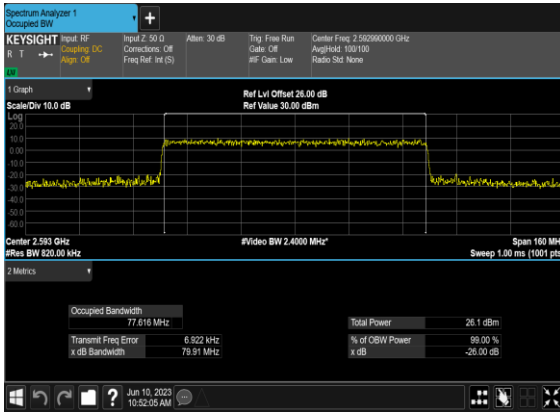 Spectrum Analyzer 1
Occupied BW
KEYSIGHT Input: RF Input Z: 50 Ω Atten: 30 dB Trig: Free Run Center Freq: 2.592990000 GHz
R T Coupling: DC Corrections: Off Gate: Off Avg|Hold: 100/100
Align: Off Freq Ref: Int (S) #IF Gain: Low Radio Std: None
LW
1 Graph
Ref Lvl Offset 26.00 dB
Scale/Div 10.0 dB Ref Value 30.00 dBm
Log
20.0
10.0
0.00
-10.0
-20.0
-30.0
-40.0
-50.0
-60.0
Center 2.593 GHz #Video BW 2.4000 MHz* Span 160 MH
#Res BW 820.00 kHz Sweep 1.00 ms (1001 pts
2 Metrics
Occupied Bandwidth
77.616 MHz Total Power 26.1 dBm
Transmit Freq Error 6.922 kHz % of OBW Power 99.00 %
x dB Bandwidth 79.91 MHz x dB -26.00 dB
? Jun 10, 2023
10:52:05 AM